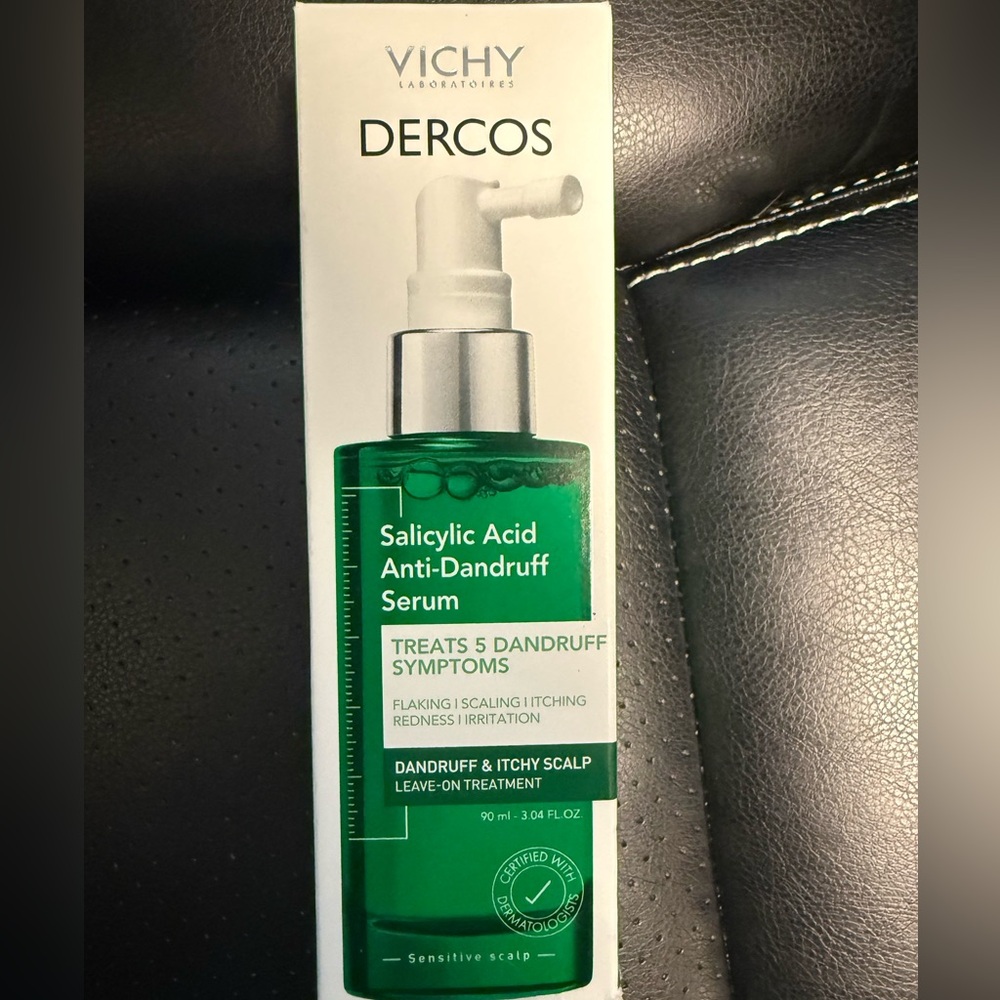 VICHY
LABORATOIRES
DERCOS
Salicylic Acid
Anti-Dandruff
Serum
TREATS 5 DANDRUFF
SYMPTOMS
FLAKING | SCALING | ITCHING
REDNESS | IRRITATION
DANDRUFF & ITCHY SCALP
LEAVE-ON TREATMENT
90 ml - 3.04 FL.OZ.
CERTIFIED WITH
DERMATOLOGISTS
Sensitive scalp